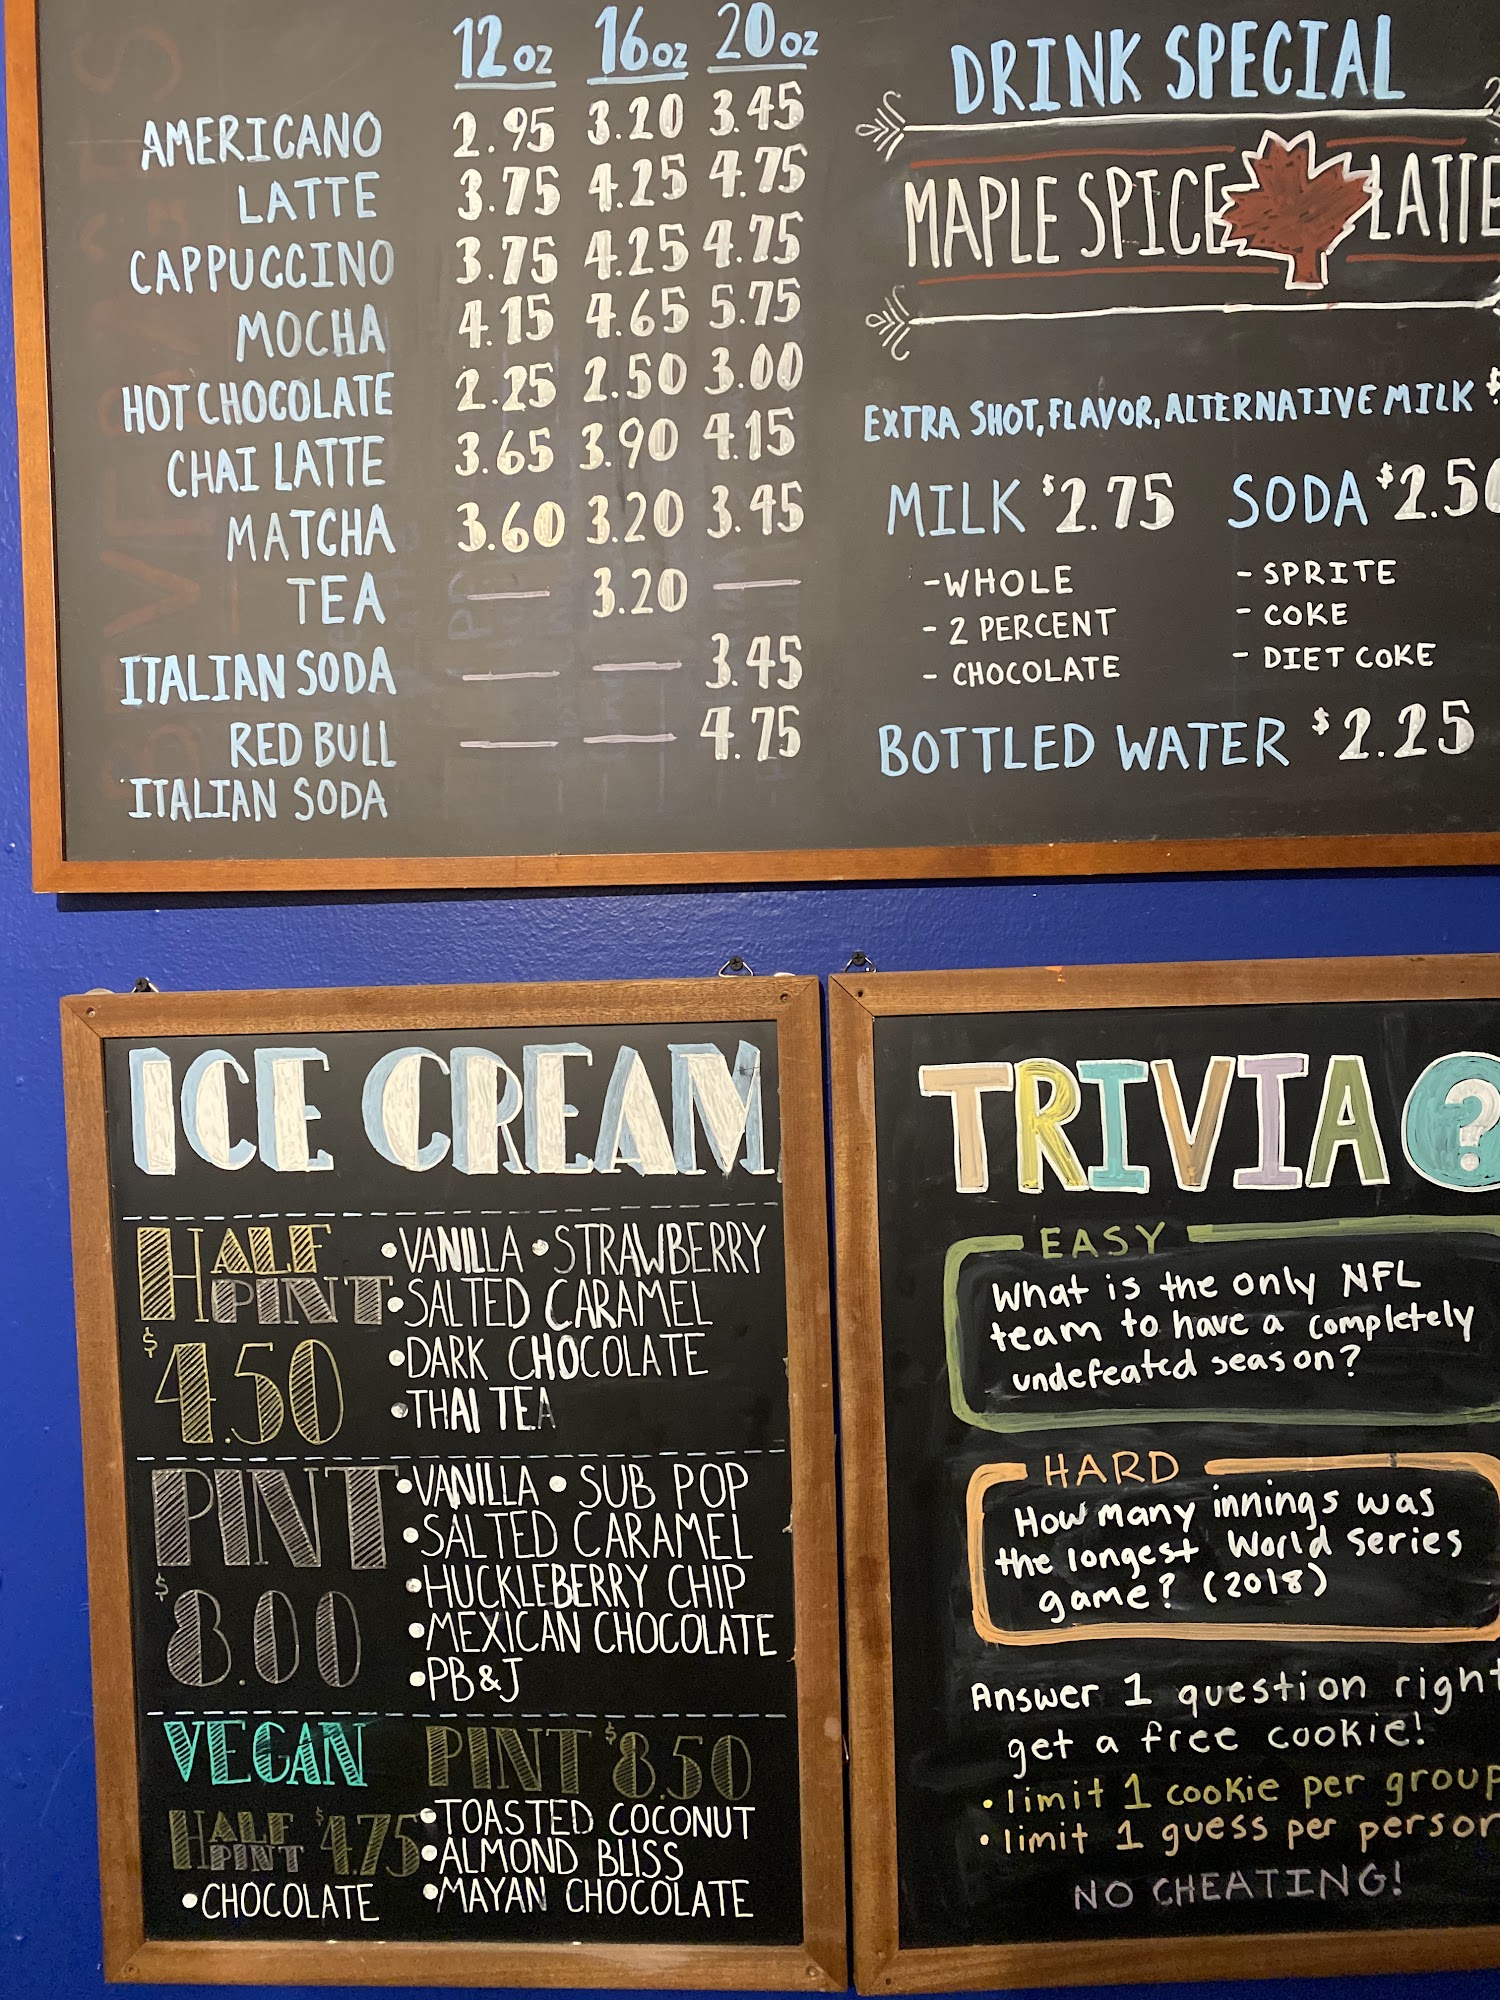 12oz 16oz 20oz
AMERICANO 2.95 3.20 3.45
LATTE 3.75 4.25 4.75
CAPPUCCINO 3.75 4.25 4.75
MOCHA 4.15 4.65 5.75
HOT CHOCOLATE 2.25 2.50 3.00
CHAI LATTE 3.65 3.90 4.15
MATCHA 3.60 3.20 3.45
TEA — 3.20 —
ITALIAN SODA — — 3.45
RED BULL — — 4.75
ITALIAN SODA
DRINK SPECIAL
MAPLE SPICE LATTE
EXTRA SHOT, FLAVOR, ALTERNATIVE MILK $
MILK $2.75
- WHOLE
- 2 PERCENT
- CHOCOLATE
SODA $2.50
- SPRITE
- COKE
- DIET COKE
BOTTLED WATER $2.25
ICE CREAM
HALF
PINT
$4.50
•VANILLA •STRAWBERRY
•SALTED CARAMEL
•DARK CHOCOLATE
•THAI TEA
PINT
$8.00
•VANILLA • SUB POP
•SALTED CARAMEL
•HUCKLEBERRY CHIP
•MEXICAN CHOCOLATE
•PB&J
VEGAN PINT $8.50
HALF PINT $4.75
•CHOCOLATE
•TOASTED COCONUT
•ALMOND BLISS
•MAYAN CHOCOLATE
TRIVIA ?
EASY
What is the only NFL
team to have a completely
undefeated season?
HARD
How many innings was
the longest World Series
game? (2018)
Answer 1 question right
get a free cookie!
• limit 1 cookie per group
• limit 1 guess per person
NO CHEATING!